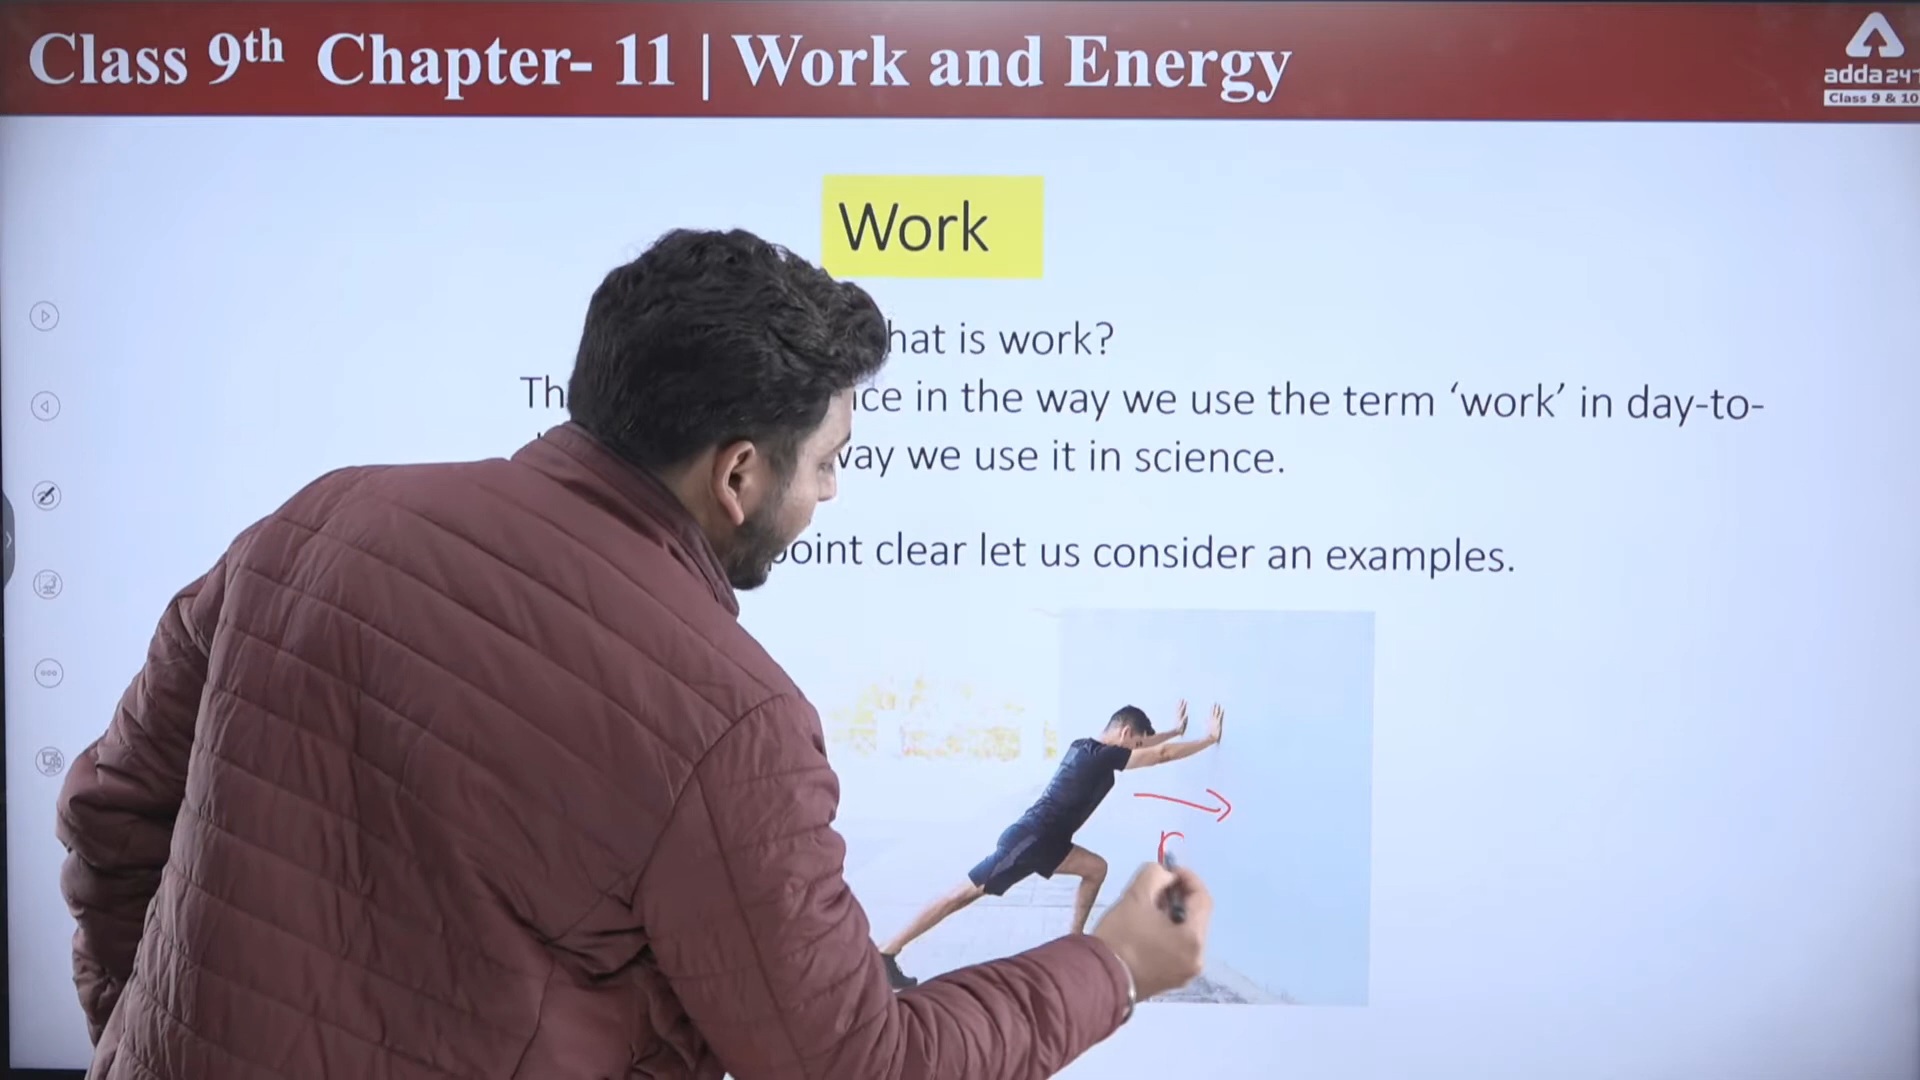 Class 9th Chapter- 11 | Work and Energy
adda247
Class 9 & 10
Work
hat is work?
Th ce in the way we use the term ‘work’ in day-to-
way we use it in science.
point clear let us consider an examples.